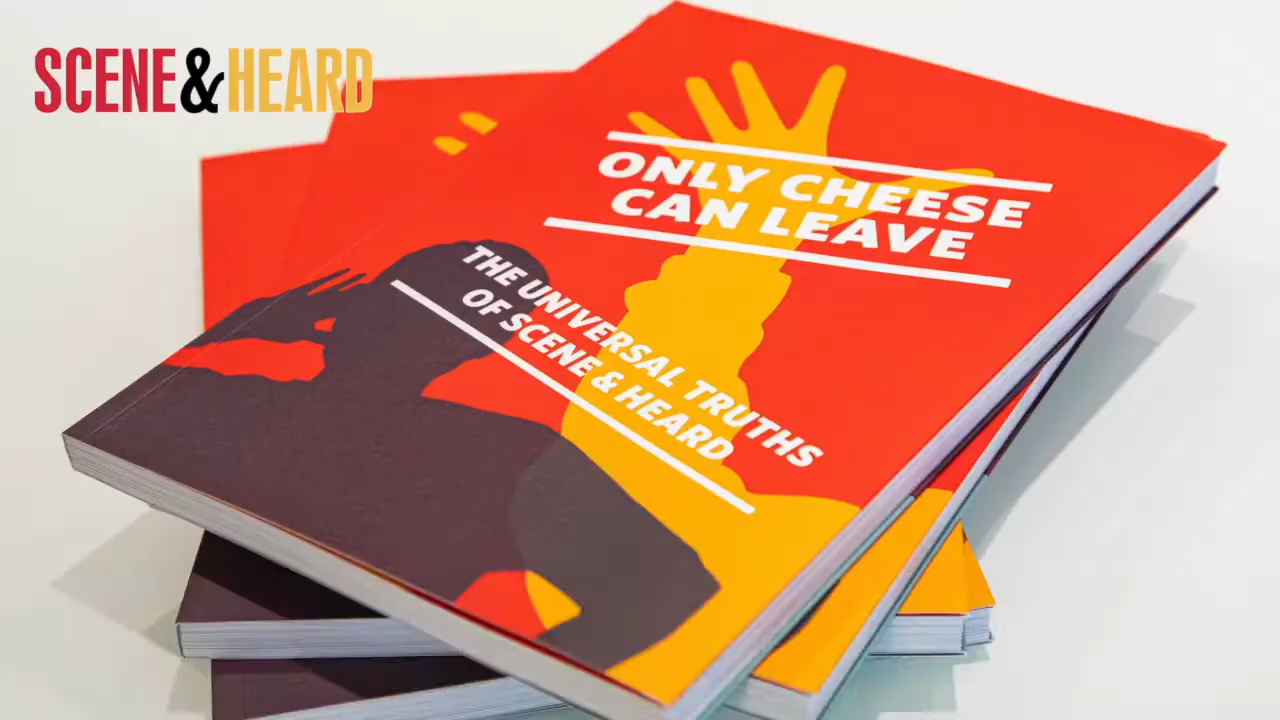 SCENE&HEARD
ONLY CHEESE
CAN LEAVE
THE UNIVERSAL TRUTHS
OF SCENE & HEARD